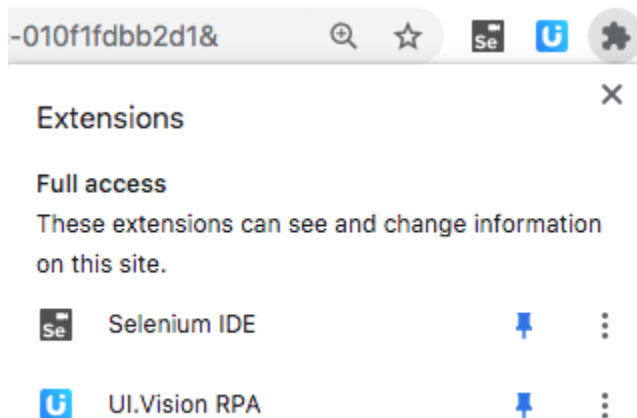 -010f1fdbb2d1&
Se
Extensions
Full access
These extensions can see and change information
on this site.
Se Selenium IDE
Ui UI.Vision RPA